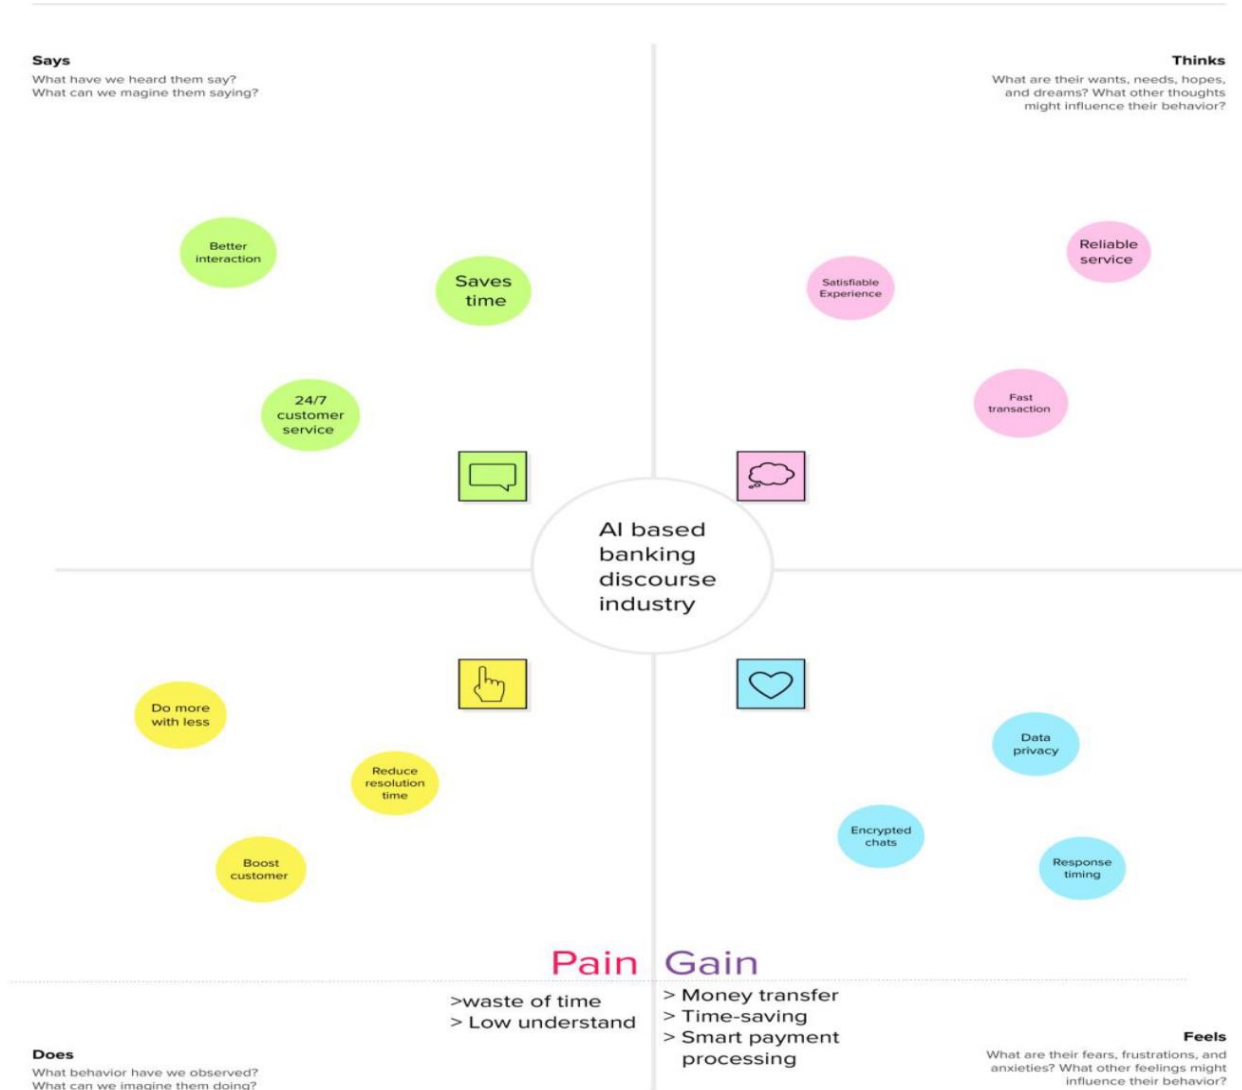 Says
What have we heard them say?
What can we magine them saying?
Thinks
What are their wants, needs, hopes,
and dreams? What other thoughts
might influence their behavior?
Better
interaction
Saves
time
24/7
customer
service
Satisfiable
Experience
Reliable
service
Fast
transaction
AI based
banking
discourse
industry
Do more
with less
Reduce
resolution
time
Boost
customer
Data
privacy
Encrypted
chats
Response
timing
Pain
>waste of time
> Low understand
Gain
> Money transfer
> Time-saving
> Smart payment
processing
Does
What behavior have we observed?
What can we imagine them doing?
Feels
What are their fears, frustrations, and
anxieties? What other feelings might
influence their behavior?